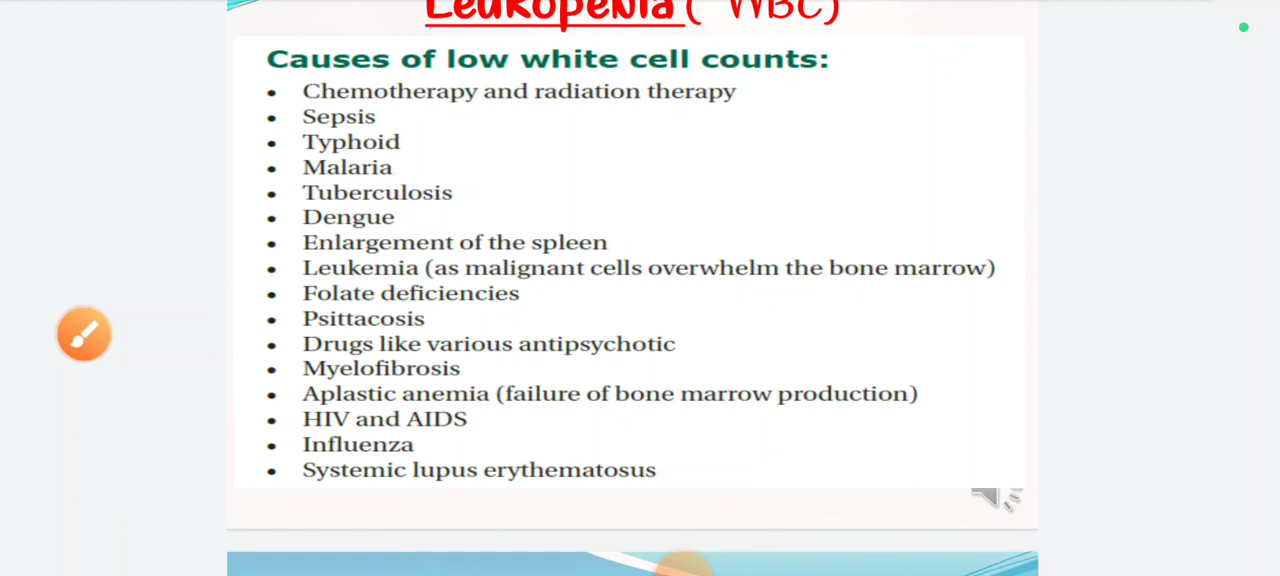 Leukopenia ( WBC)
Causes of low white cell counts:
• Chemotherapy and radiation therapy
• Sepsis
• Typhoid
• Malaria
• Tuberculosis
• Dengue
• Enlargement of the spleen
• Leukemia (as malignant cells overwhelm the bone marrow)
• Folate deficiencies
• Psittacosis
• Drugs like various antipsychotic
• Myelofibrosis
• Aplastic anemia (failure of bone marrow production)
• HIV and AIDS
• Influenza
• Systemic lupus erythematosus